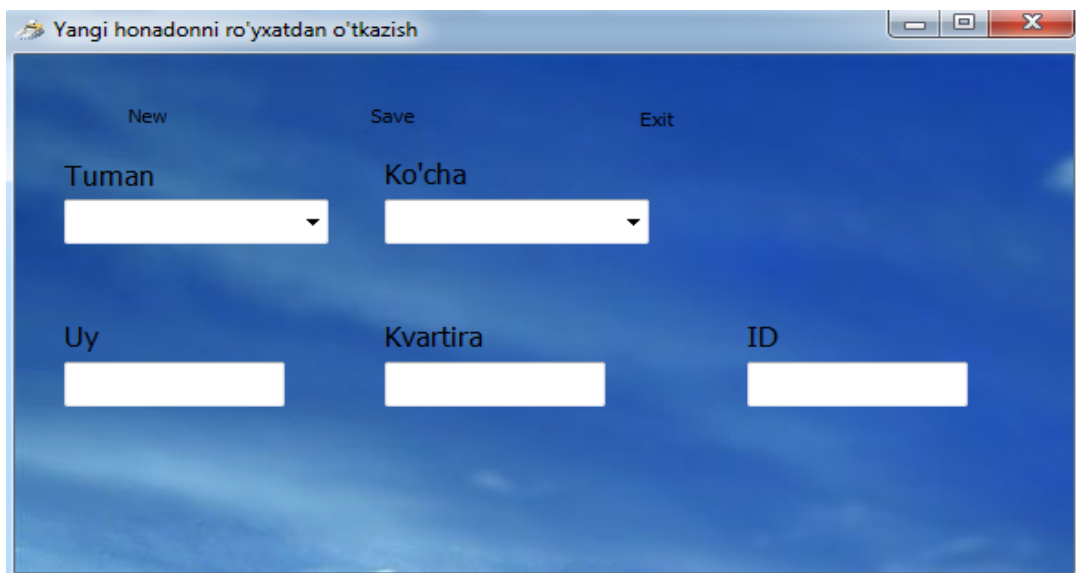 Yangi honadonni ro'yxatdan o'tkazish
New Save Exit
Tuman Ko'cha
Uy Kvartira ID